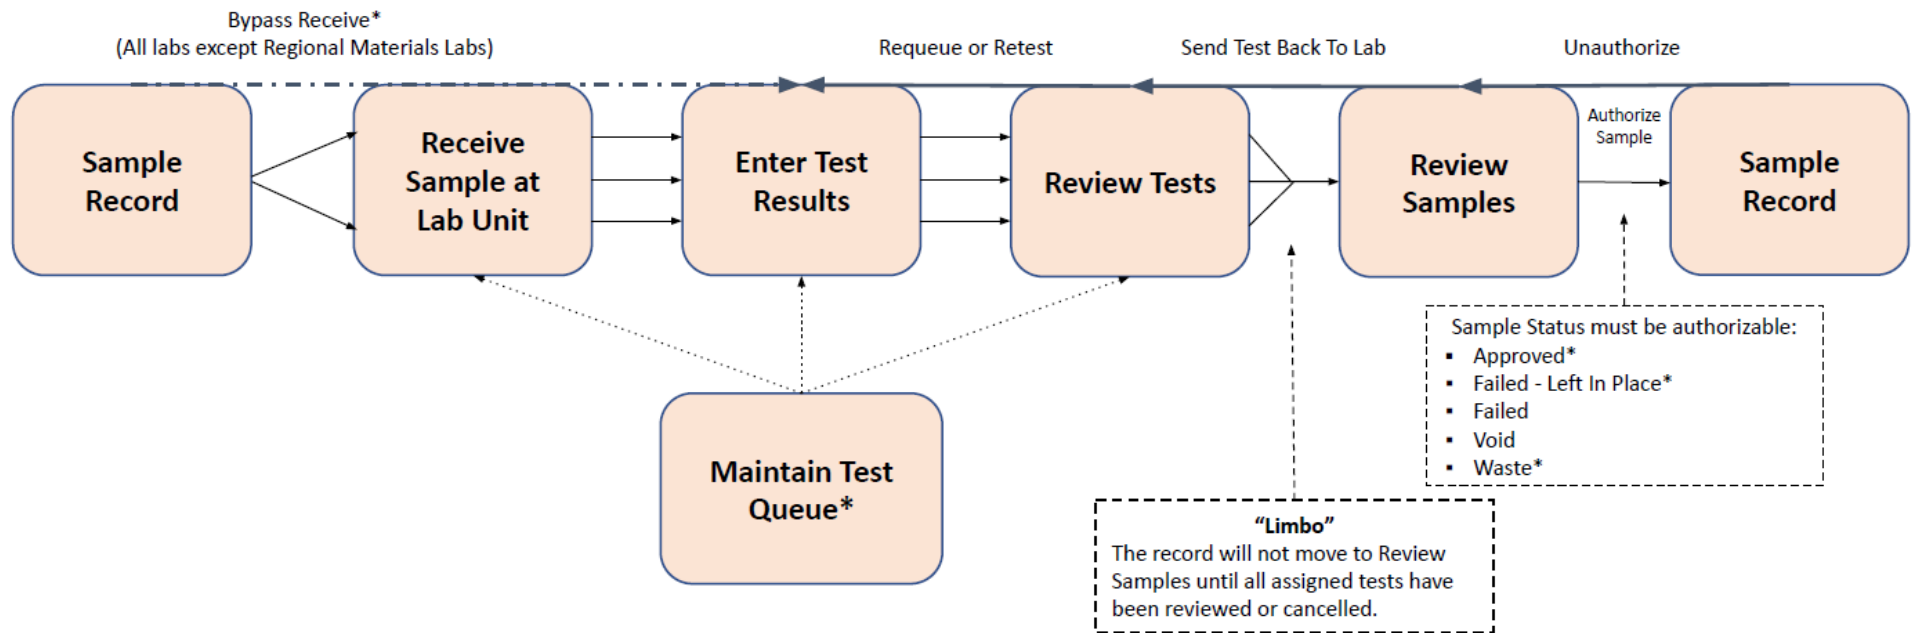 Bypass Receive*
(All labs except Regional Materials Labs)
Requeue or Retest
Send Test Back To Lab
Unauthorize
Sample
Record
Receive
Sample at
Lab Unit
Enter Test
Results
Review Tests
Review
Samples
Authorize
Sample
Sample
Record
Maintain Test
Queue*
Sample Status must be authorizable:
▪ Approved*
▪ Failed - Left In Place*
▪ Failed
▪ Void
▪ Waste*
“Limbo”
The record will not move to Review
Samples until all assigned tests have
been reviewed or cancelled.